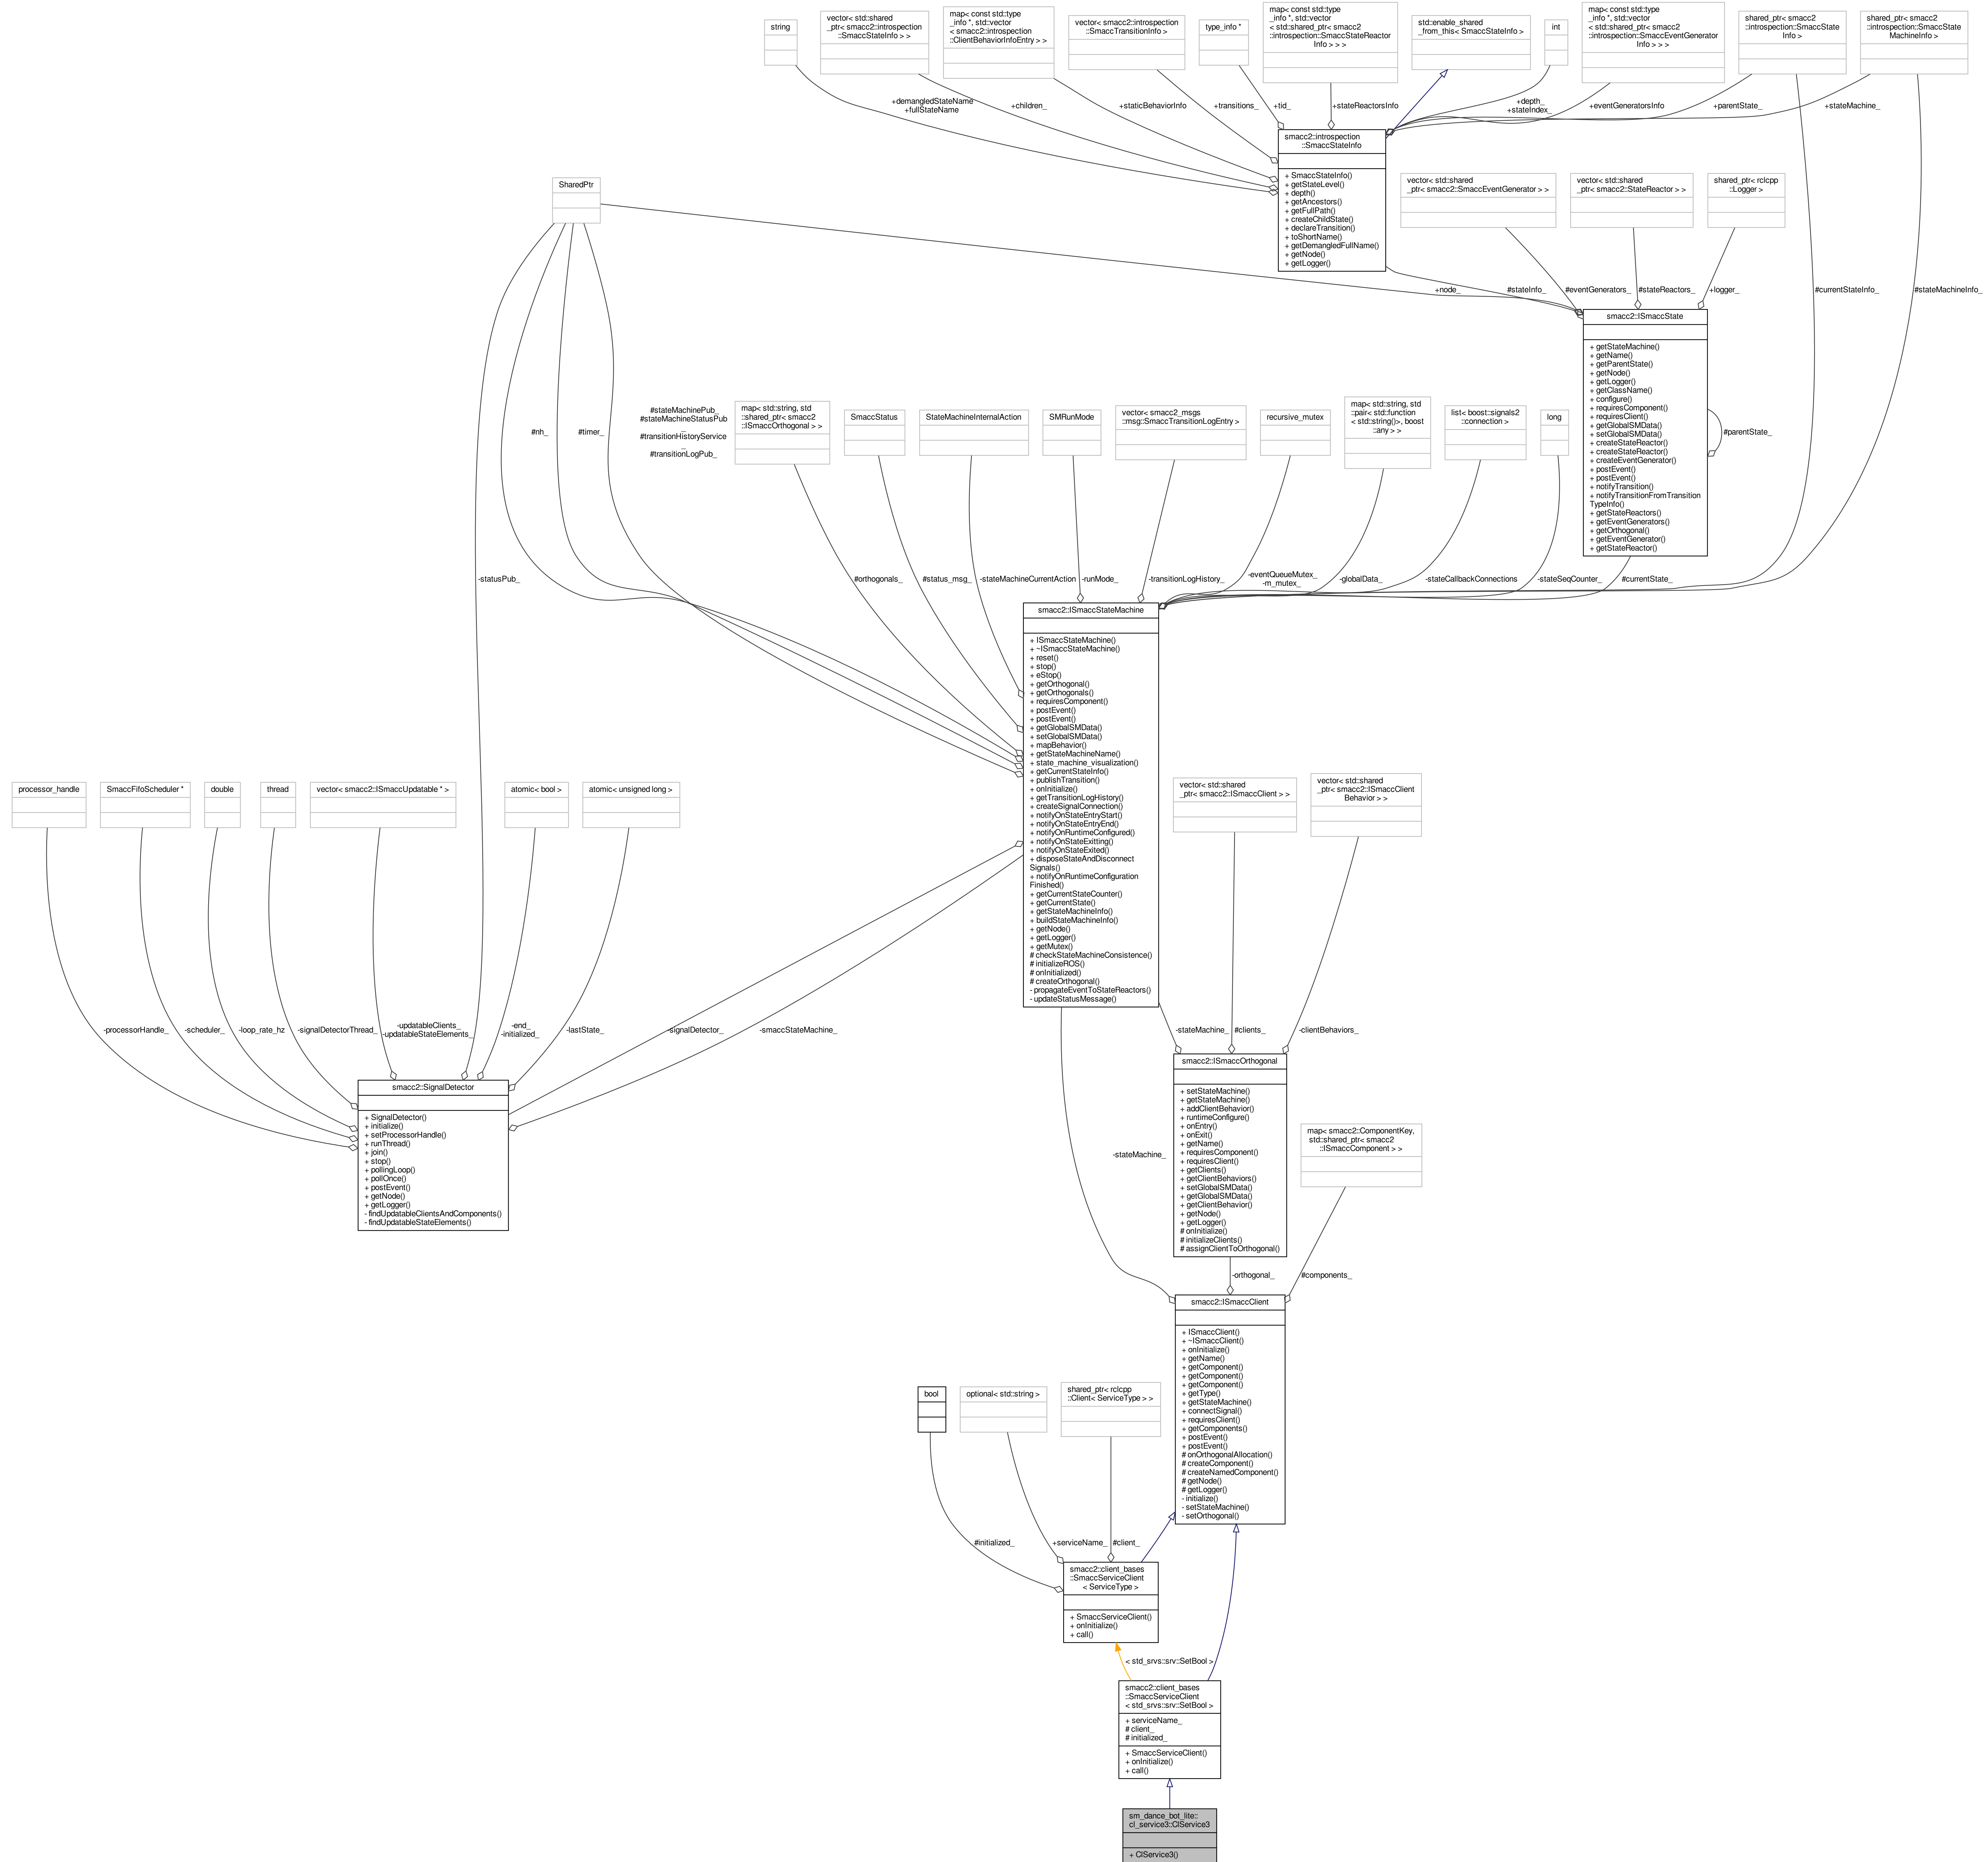 string
vector< std::shared
_ptr< smacc2::introspection
::SmaccStateInfo > >
map< const std::type
_info *, std::vector
< smacc2::introspection
::ClientBehaviorInfoEntry > >
vector< smacc2::introspection
::SmaccTransitionInfo >
type_info *
map< const std::type
_info *, std::vector
< std::shared_ptr< smacc2
::introspection::SmaccStateReactor
Info > > >
std::enable_shared
_from_this< SmaccStateInfo >
int
map< const std::type
_info *, std::vector
< std::shared_ptr< smacc2
::introspection::SmaccEventGenerator
Info > > >
shared_ptr< smacc2
::introspection::SmaccState
Info >
shared_ptr< smacc2
::introspection::SmaccState
MachineInfo >
+demangledStateName
+fullStateName
+children_
+staticBehaviorInfo
+transitions_
+tid_
+stateReactorsInfo
+depth_
+stateIndex_
+eventGeneratorsInfo
+parentState_
+stateMachine_
smacc2::introspection
::SmaccStateInfo
+ SmaccStateInfo()
+ getStateLevel()
+ depth()
+ getAncestors()
+ getFullPath()
+ createChildState()
+ declareTransition()
+ toShortName()
+ getDemangledFullName()
+ getNode()
+ getLogger()
SharedPtr
vector< std::shared
_ptr< smacc2::SmaccEventGenerator > >
vector< std::shared
_ptr< smacc2::StateReactor > >
shared_ptr< rclcpp
::Logger >
+node_
#stateInfo_
#eventGenerators_
#stateReactors_
+logger_
#currentStateInfo_
#stateMachineInfo_
smacc2::ISmaccState
+ getStateMachine()
+ getName()
+ getParentState()
+ getNode()
+ getLogger()
+ getClassName()
+ configure()
+ requiresComponent()
+ requiresClient()
+ getGlobalSMData()
+ setGlobalSMData()
+ createStateReactor()
+ createStateReactor()
+ createEventGenerator()
+ postEvent()
+ postEvent()
+ notifyTransition()
+ notifyTransitionFromTransition
TypeInfo()
+ getStateReactors()
+ getEventGenerators()
+ getOrthogonal()
+ getEventGenerator()
+ getStateReactor()
#parentState_
#nh_
#timer_
#stateMachinePub_
#stateMachineStatusPub
_
#transitionHistoryService
_
#transitionLogPub_
map< std::string, std
::shared_ptr< smacc2
::ISmaccOrthogonal > >
SmaccStatus
StateMachineInternalAction
SMRunMode
vector< smacc2_msgs
::msg::SmaccTransitionLogEntry >
recursive_mutex
map< std::string, std
::pair< std::function
< std::string()>, boost
::any > >
list< boost::signals2
::connection >
long
-statusPub_
#orthogonals_
#status_msg_
-stateMachineCurrentAction
-runMode_
-transitionLogHistory_
-eventQueueMutex_
-m_mutex_
-globalData_
-stateCallbackConnections
-stateSeqCounter_
#currentState_
smacc2::ISmaccStateMachine
+ ISmaccStateMachine()
+ ~ISmaccStateMachine()
+ reset()
+ stop()
+ eStop()
+ getOrthogonal()
+ getOrthogonals()
+ requiresComponent()
+ postEvent()
+ postEvent()
+ getGlobalSMData()
+ setGlobalSMData()
+ mapBehavior()
+ getStateMachineName()
+ state_machine_visualization()
+ getCurrentStateInfo()
+ publishTransition()
+ onInitialize()
+ getTransitionLogHistory()
+ createSignalConnection()
+ notifyOnStateEntryStart()
+ notifyOnStateEntryEnd()
+ notifyOnRuntimeConfigured()
+ notifyOnStateExitting()
+ notifyOnStateExited()
+ disposeStateAndDisconnect
Signals()
+ notifyOnRuntimeConfiguration
Finished()
+ getCurrentStateCounter()
+ getCurrentState()
+ getStateMachineInfo()
+ buildStateMachineInfo()
+ getNode()
+ getLogger()
+ getMutex()
# checkStateMachineConsistence()
# initializeROS()
# onInitialized()
# createOrthogonal()
- propagateEventToStateReactors()
- updateStatusMessage()
processor_handle
SmaccFifoScheduler *
double
thread
vector< smacc2::ISmaccUpdatable * >
atomic< bool >
atomic< unsigned long >
vector< std::shared
_ptr< smacc2::ISmaccClient > >
vector< std::shared
_ptr< smacc2::ISmaccClient
Behavior > >
-processorHandle_
-scheduler_
-loop_rate_hz
-signalDetectorThread_
-updatableClients_
-updatableStateElements_
-end_
-initialized_
-lastState_
-signalDetector_
-smaccStateMachine_
-stateMachine_
#clients_
-clientBehaviors_
smacc2::SignalDetector
+ SignalDetector()
+ initialize()
+ setProcessorHandle()
+ runThread()
+ join()
+ stop()
+ pollingLoop()
+ pollOnce()
+ postEvent()
+ getNode()
+ getLogger()
- findUpdatableClientsAndComponents()
- findUpdatableStateElements()
smacc2::ISmaccOrthogonal
+ setStateMachine()
+ getStateMachine()
+ addClientBehavior()
+ runtimeConfigure()
+ onEntry()
+ onExit()
+ getName()
+ requiresComponent()
+ requiresClient()
+ getClients()
+ getClientBehaviors()
+ setGlobalSMData()
+ getGlobalSMData()
+ getClientBehavior()
+ getNode()
+ getLogger()
# onInitialize()
# initializeClients()
# assignClientToOrthogonal()
map< smacc2::ComponentKey,
std::shared_ptr< smacc2
::ISmaccComponent > >
-stateMachine_
-orthogonal_
#components_
smacc2::ISmaccClient
+ ISmaccClient()
+ ~ISmaccClient()
+ onInitialize()
+ getName()
+ getComponent()
+ getComponent()
+ getComponent()
+ getType()
+ getStateMachine()
+ connectSignal()
+ requiresClient()
+ getComponents()
+ postEvent()
+ postEvent()
# onOrthogonalAllocation()
# createComponent()
# createNamedComponent()
# getNode()
# getLogger()
- initialize()
- setStateMachine()
- setOrthogonal()
bool
optional< std::string >
shared_ptr< rclcpp
::Client< ServiceType > >
#initialized_
+serviceName_
#client_
smacc2::client_bases
::SmaccServiceClient
< ServiceType >
+ SmaccServiceClient()
+ onInitialize()
+ call()
< std_srvs::srv::SetBool >
smacc2::client_bases
::SmaccServiceClient
< std_srvs::srv::SetBool >
+ serviceName_
# client_
# initialized_
+ SmaccServiceClient()
+ onInitialize()
+ call()
sm_dance_bot_lite::
cl_service3::ClService3
+ ClService3()